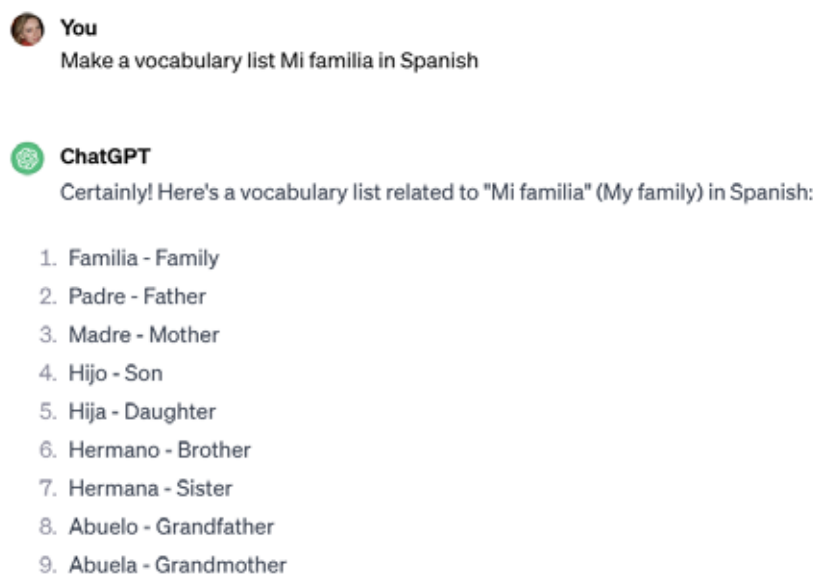 You
Make a vocabulary list Mi familia in Spanish
ChatGPT
Certainly! Here's a vocabulary list related to "Mi familia" (My family) in Spanish:
1. Familia - Family
2. Padre - Father
3. Madre - Mother
4. Hijo - Son
5. Hija - Daughter
6. Hermano - Brother
7. Hermana - Sister
8. Abuelo - Grandfather
9. Abuela - Grandmother